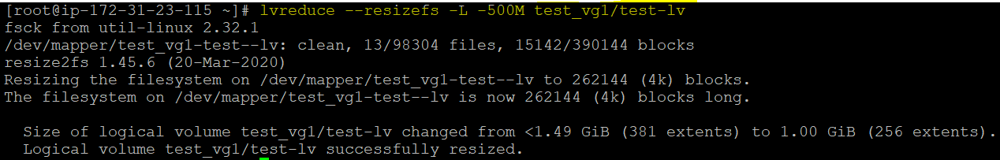 [root@ip-172-31-23-115 ~]# lvreduce --resizefs -L -500M test_vg1/test-lv
fsck from util-linux 2.32.1
/dev/mapper/test_vg1-test--lv: clean, 13/98304 files, 15142/390144 blocks
resize2fs 1.45.6 (20-Mar-2020)
Resizing the filesystem on /dev/mapper/test_vg1-test--lv to 262144 (4k) blocks.
The filesystem on /dev/mapper/test_vg1-test--lv is now 262144 (4k) blocks long.
Size of logical volume test_vg1/test-lv changed from <1.49 GiB (381 extents) to 1.00 GiB (256 extents).
Logical volume test_vg1/test-lv successfully resized.